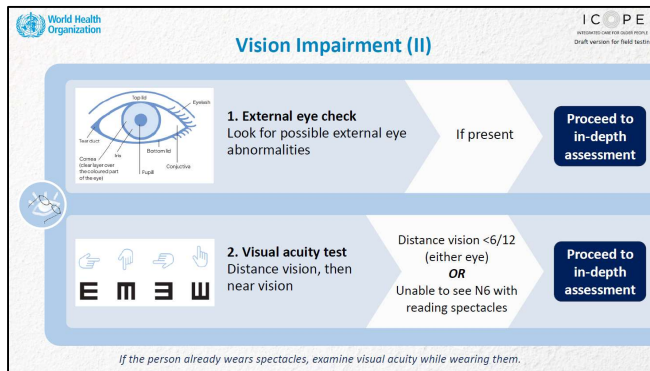 World Health
Organization
ICOPE
INTEGRATED CARE FOR OLDER PEOPLE
Draft version for field testin
Vision Impairment (II)
Top lid
Eyelash
Tear duct
Iris
Cornea
(clear layer over
the coloured part
of the eye)
Bottom lid
Pupill
Conjuctiva
1. External eye check
Look for possible external eye
abnormalities
If present
Proceed to
in-depth
assessment
2. Visual acuity test
Distance vision, then
near vision
Distance vision <6/12
(either eye)
OR
Unable to see N6 with
reading spectacles
Proceed to
in-depth
assessment
If the person already wears spectacles, examine visual acuity while wearing them.